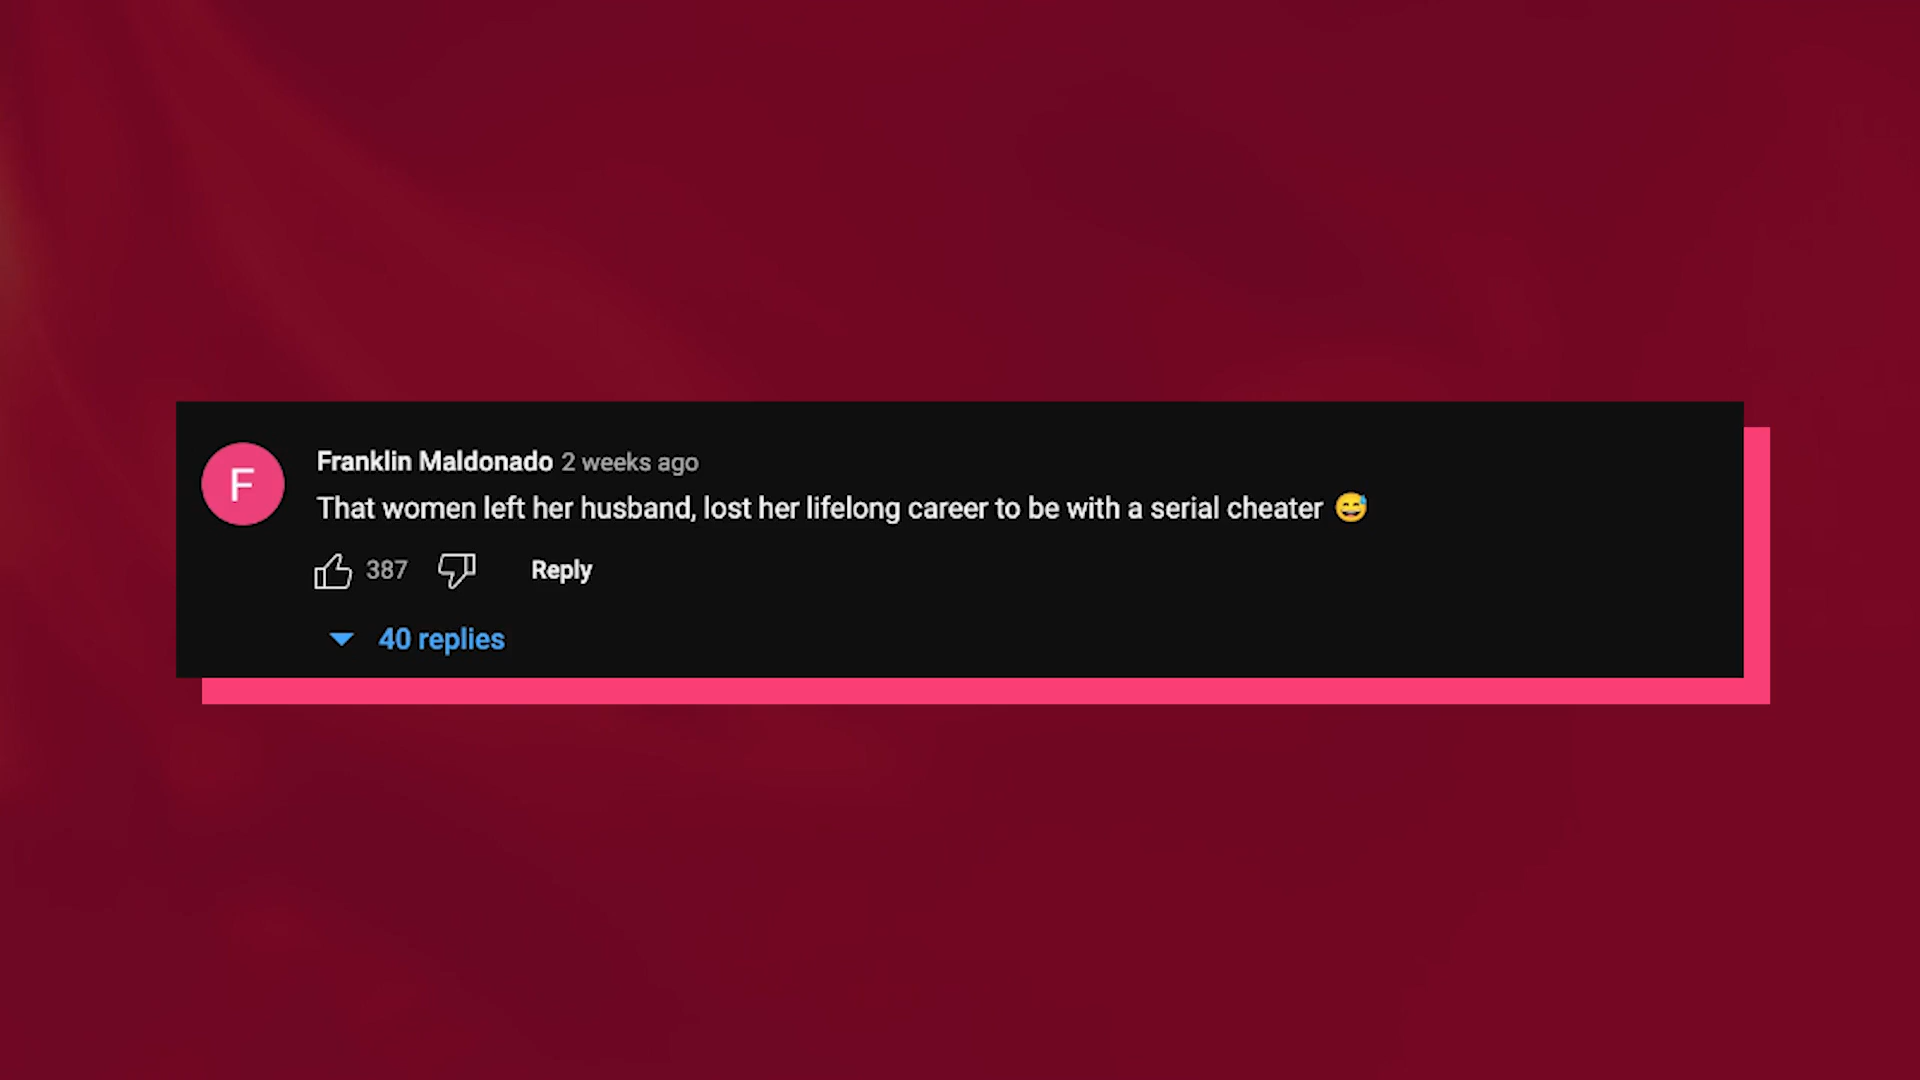 F
Franklin Maldonado 2 weeks ago
That women left her husband, lost her lifelong career to be with a serial cheater 😅
387 Reply
40 replies